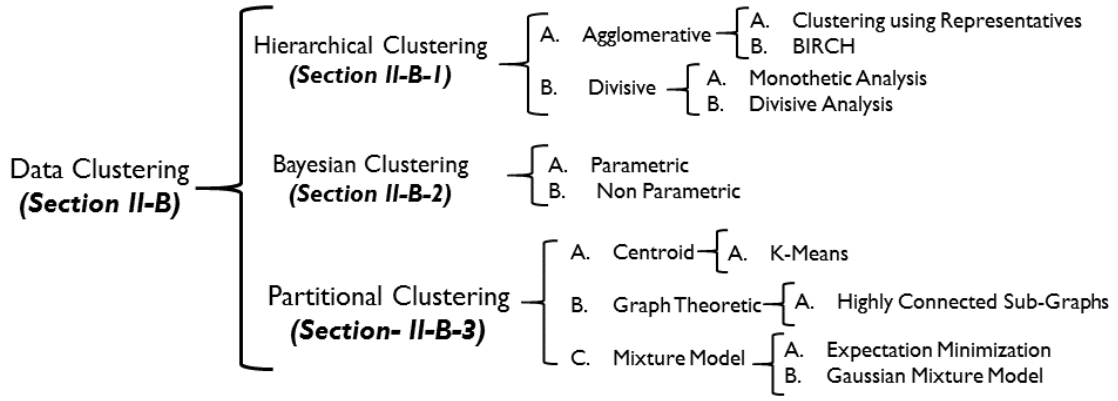 Data Clustering
(Section II-B)
Hierarchical Clustering
(Section II-B-1)
A. Agglomerative
A. Clustering using Representatives
B. BIRCH
B. Divisive
A. Monothetic Analysis
B. Divisive Analysis
Bayesian Clustering
(Section II-B-2)
A. Parametric
B. Non Parametric
Partitional Clustering
(Section- II-B-3)
A. Centroid
A. K-Means
B. Graph Theoretic
A. Highly Connected Sub-Graphs
C. Mixture Model
A. Expectation Minimization
B. Gaussian Mixture Model